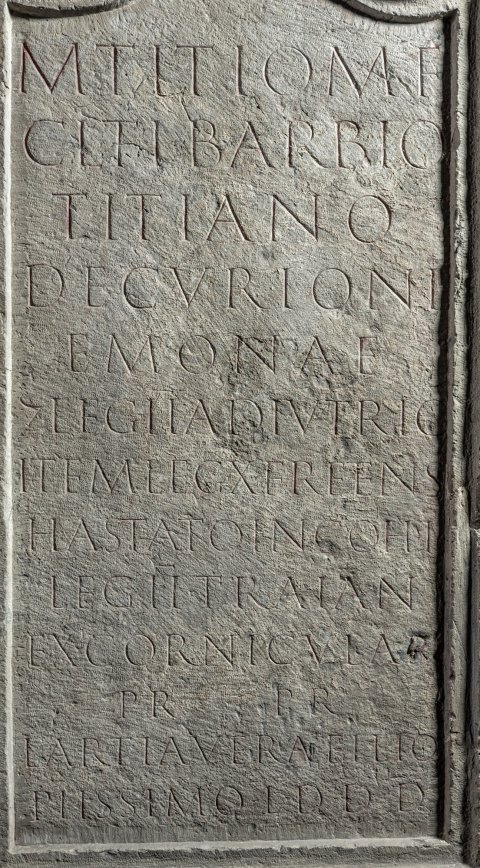 M TITIO M F
CL TI BARBIO
TITIANO
DECVRIONI
EMONAE
7 LEG II ADIVTRIC
ITEM LEG X FRETENS
HASTATO IN COH I
LEG II TRAIAN
EX CORNICVLAR
PR PR
LARTIA VERA FILIO
PIISSIMO L D D D